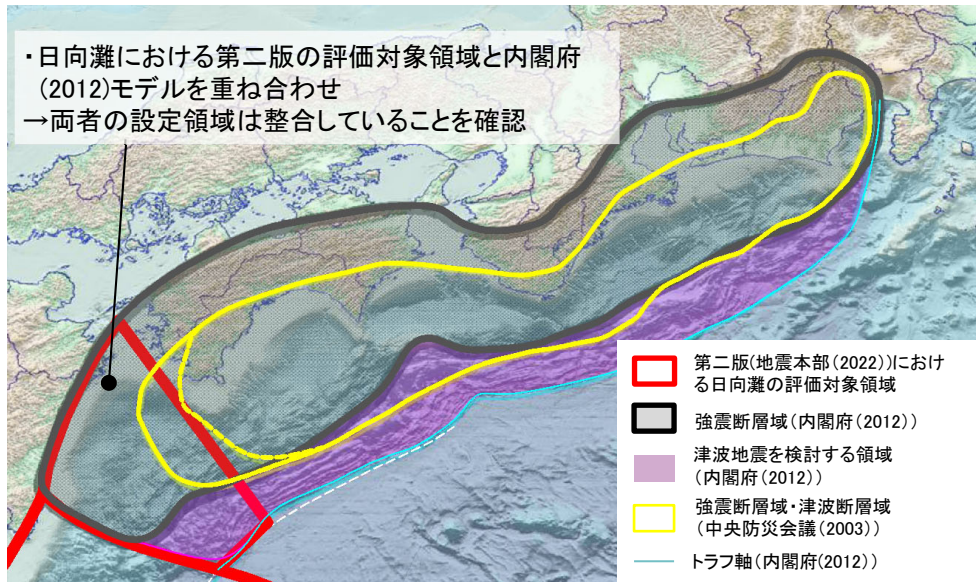 ・日向灘における第二版の評価対象領域と内閣府
(2012)モデルを重ね合わせ
→両者の設定領域は整合していることを確認
第二版(地震本部(2022))にお
ける日向灘の評価対象領域
強震断層域(内閣府(2012))
津波地震を検討する領域
(内閣府(2012))
強震断層域・津波断層域
(中央防災会議(2003))
トラフ軸(内閣府(2012))